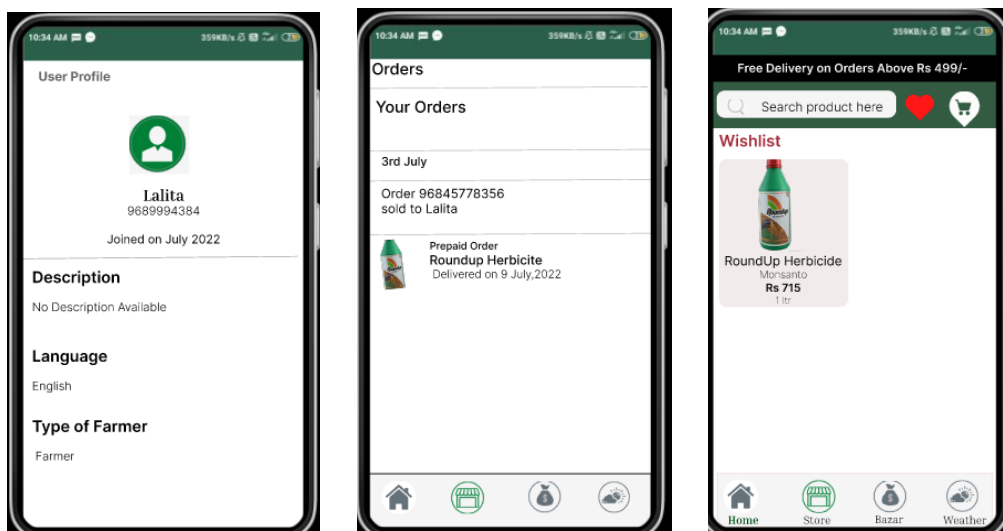 10:34 AM
359KB/s
User Profile
Lalita
9689994384
Joined on July 2022
Description
No Description Available
Language
English
Type of Farmer
Farmer
10:34 AM
359KB/s
Orders
Your Orders
3rd July
Order 96845778356
sold to Lalita
Prepaid Order
Roundup Herbicite
Delivered on 9 July,2022
10:34 AM
359KB/s
Free Delivery on Orders Above Rs 499/-
Search product here
Wishlist
Roundup
RoundUp Herbicide
Monsanto
Rs 715
1 ltr
Home
Store
Bazar
Weather